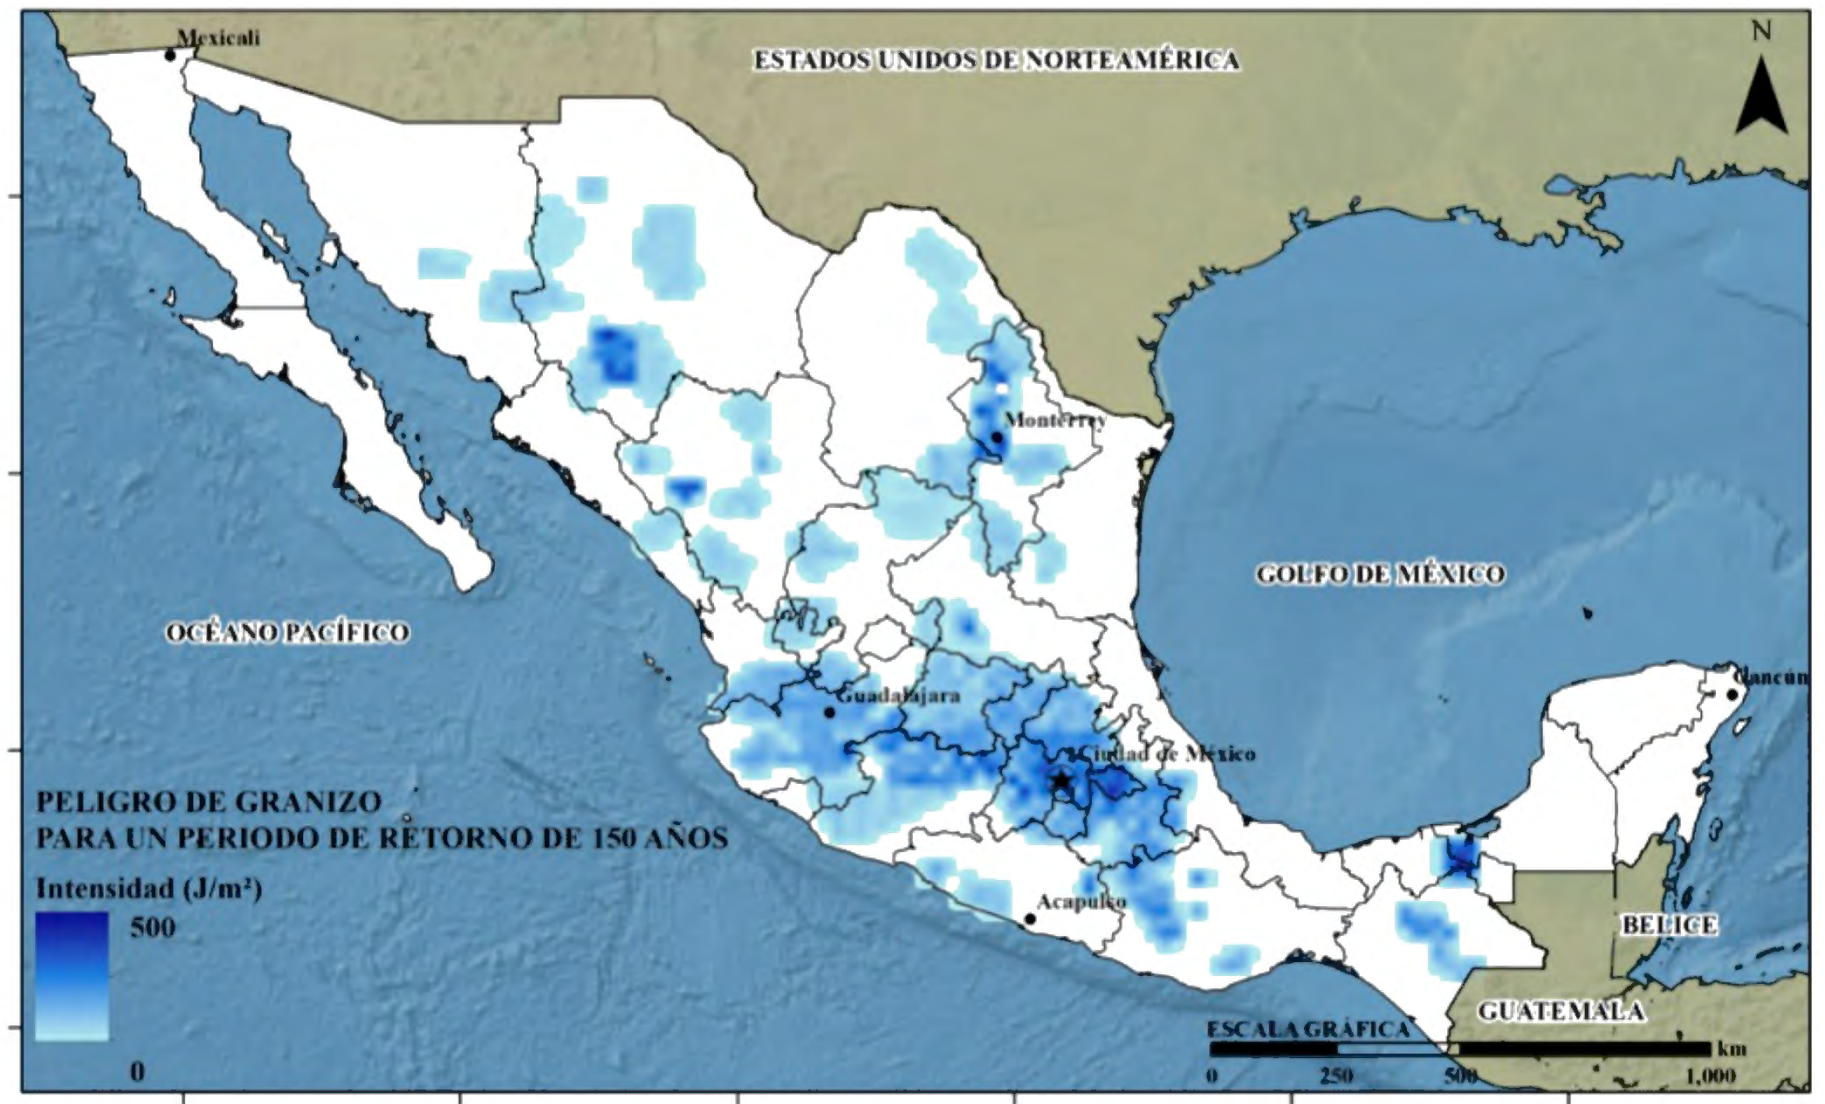 Mexicali
ESTADOS UNIDOS DE NORTEAMÉRICA
N
Monterrey
GOLFO DE MÉXICO
OCÉANO PACÍFICO
Cancún
Guadalajara
Ciudad de México
PELIGRO DE GRANIZO
PARA UN PERIODO DE RETORNO DE 150 AÑOS
Intensidad (J/m²)
500
0
Acapulco
BELICE
GUATEMALA
ESCALA GRÁFICA
km
0 250 500 1,000